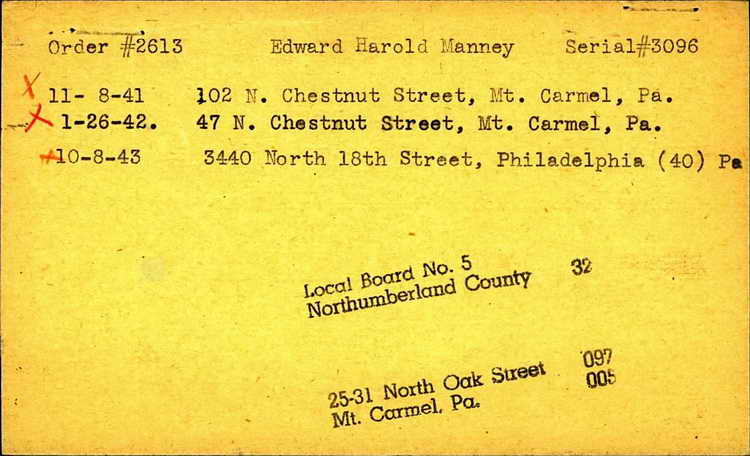 Order #2613 Edward Harold Manney Serial#3096
X 11- 8-41 102 N. Chestnut Street, Mt. Carmel, Pa.
X 1-26-42. 47 N. Chestnut Street, Mt. Carmel, Pa.
10-8-43 3440 North 18th Street, Philadelphia (40) Pa
Local Board No. 5 32
Northumberland County
25-31 North Oak Street 097
Mt. Carmel, Pa. 005